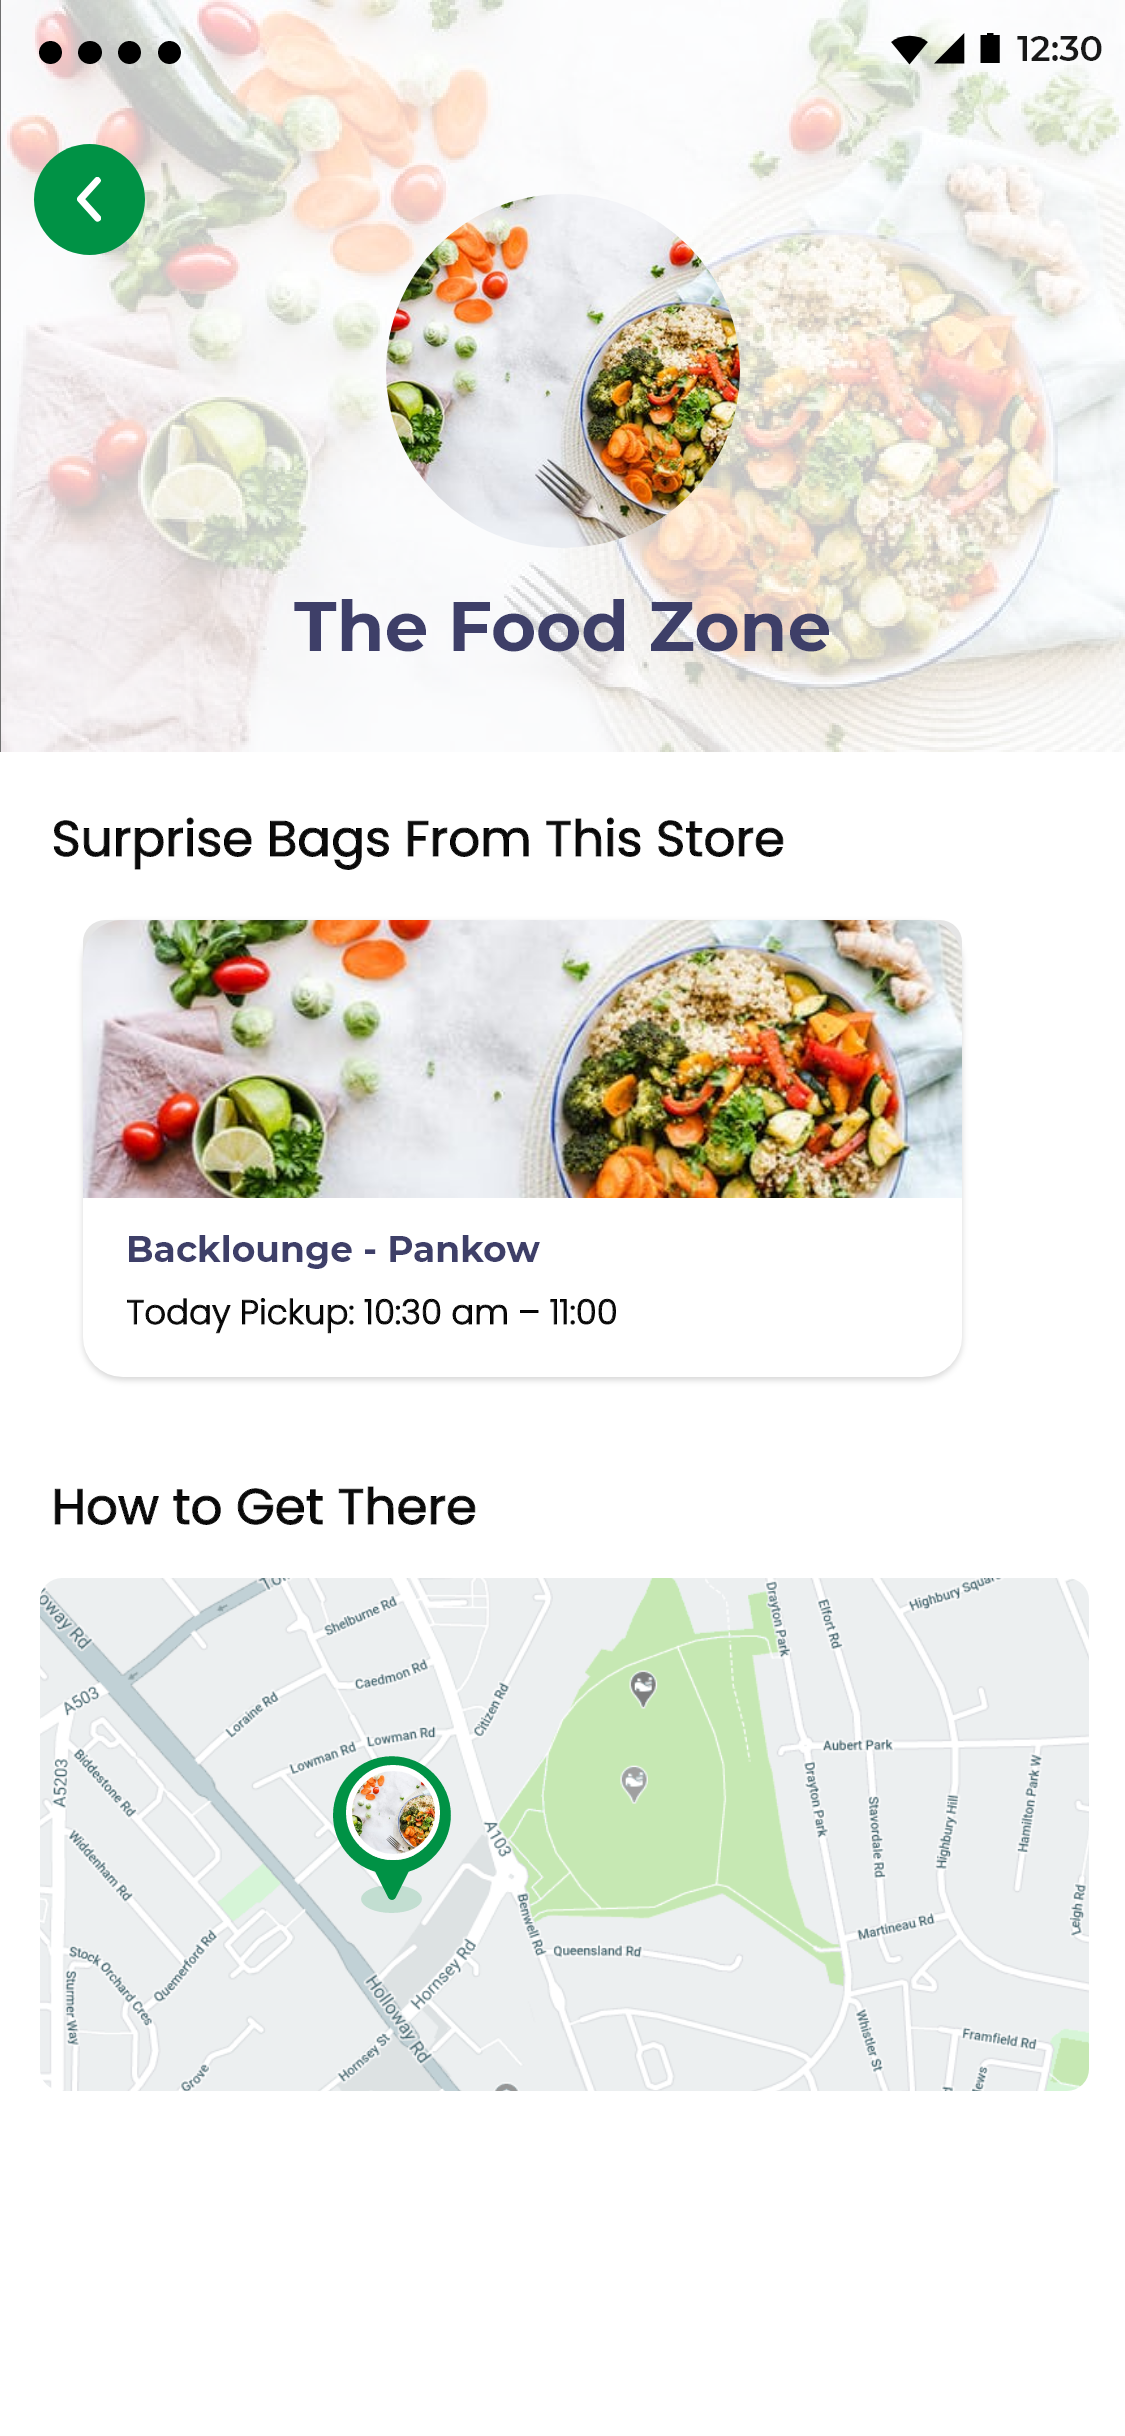 12:30
The Food Zone
Surprise Bags From This Store
Backlounge - Pankow
Today Pickup: 10:30 am – 11:00
How to Get There
Shelburne Rd
Drayton Park
Elfort Rd
A503
Caedmon Rd
Loraine Rd
Citizen Rd
Lowman Rd
Lowman Rd
Aubert Park
A5203
Biddestone Rd
Drayton Park
Stavordale Rd
Highbury Hill
Hamilton Park W
A103
Widdenham Rd
Benwell Rd
Leigh Rd
Martineau Rd
Queensland Rd
Quemerford Rd
Stock Orchard Cres
Sturmer Way
Hornsey Rd
Holloway Rd
Hornsey St
Whistler St
Framfield Rd
Grove